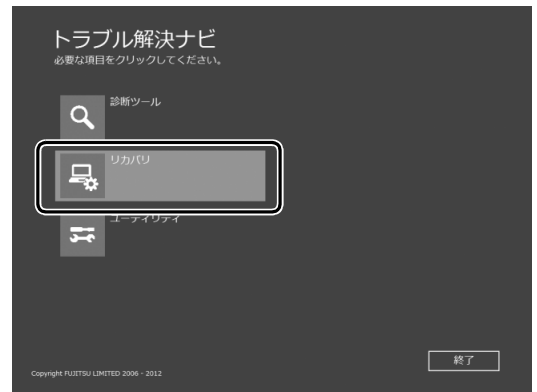 トラブル解決ナビ
必要な項目をクリックしてください。
診断ツール
リカバリ
ユーティリティ
終了
Copyright FUJITSU LIMITED 2006 - 2012